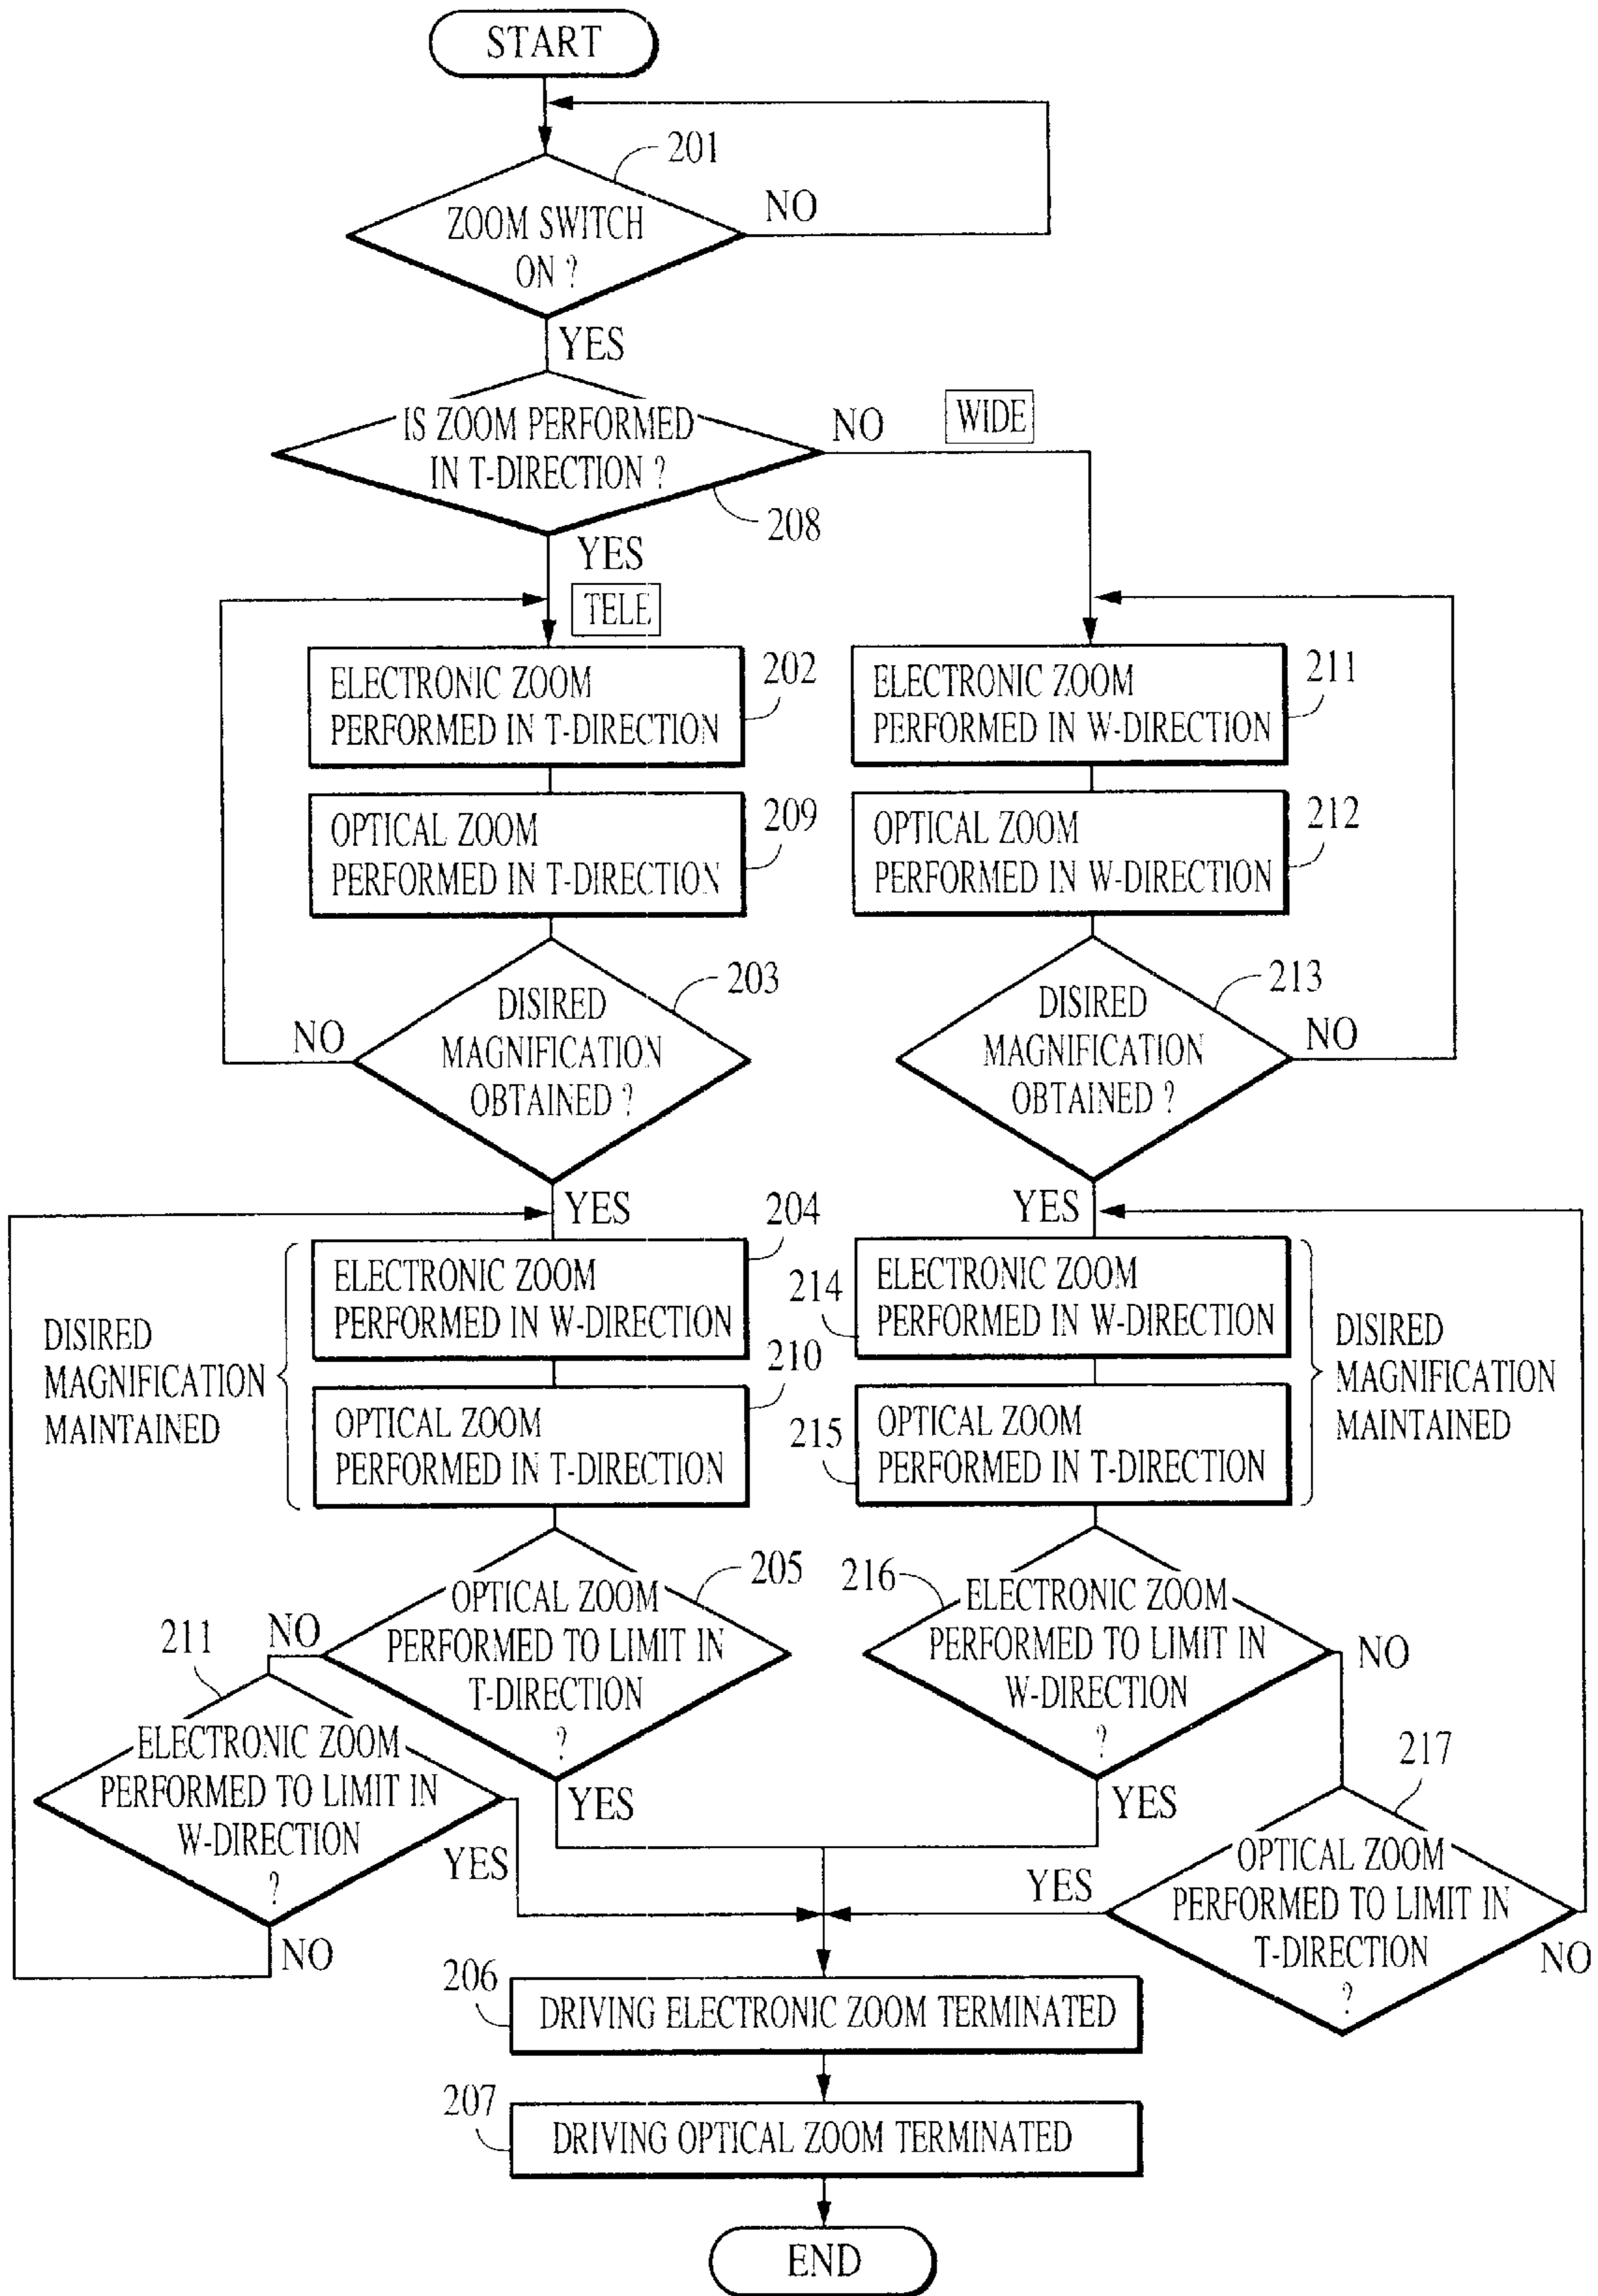 START
201
NO
ZOOM SWITCH
ON ?
YES
IS ZOOM PERFORMED
IN T-DIRECTION ?
NO
WIDE
208
YES
TELE
ELECTRONIC ZOOM
PERFORMED IN T-DIRECTION
202
ELECTRONIC ZOOM
PERFORMED IN W-DIRECTION
211
OPTICAL ZOOM
PERFORMED IN T-DIRECTION
209
OPTICAL ZOOM
PERFORMED IN W-DIRECTION
212
203
DISIRED
MAGNIFICATION
OBTAINED ?
NO
213
DISIRED
MAGNIFICATION
OBTAINED ?
NO
YES
204
YES
ELECTRONIC ZOOM
PERFORMED IN W-DIRECTION
214
ELECTRONIC ZOOM
PERFORMED IN W-DIRECTION
DISIRED
MAGNIFICATION
MAINTAINED
210
DISIRED
MAGNIFICATION
MAINTAINED
OPTICAL ZOOM
PERFORMED IN T-DIRECTION
215
OPTICAL ZOOM
PERFORMED IN T-DIRECTION
205
OPTICAL ZOOM
PERFORMED TO LIMIT IN
T-DIRECTION
?
NO
YES
216
ELECTRONIC ZOOM
PERFORMED TO LIMIT IN
W-DIRECTION
?
NO
YES
211
ELECTRONIC ZOOM
PERFORMED TO LIMIT IN
W-DIRECTION
?
YES
NO
217
OPTICAL ZOOM
PERFORMED TO LIMIT IN
T-DIRECTION
?
YES
NO
206
DRIVING ELECTRONIC ZOOM TERMINATED
207
DRIVING OPTICAL ZOOM TERMINATED
END